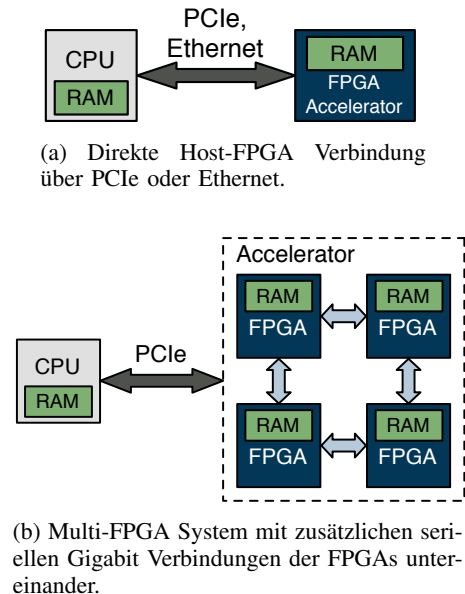 PCIe,
Ethernet
CPU
RAM
RAM
FPGA
Accelerator
(a) Direkte Host-FPGA Verbindung
über PCIe oder Ethernet.
Accelerator
RAM
FPGA
RAM
FPGA
CPU
RAM
PCIe
RAM
FPGA
RAM
FPGA
(b) Multi-FPGA System mit zusätzlichen seri-
ellen Gigabit Verbindungen der FPGAs unter-
einander.